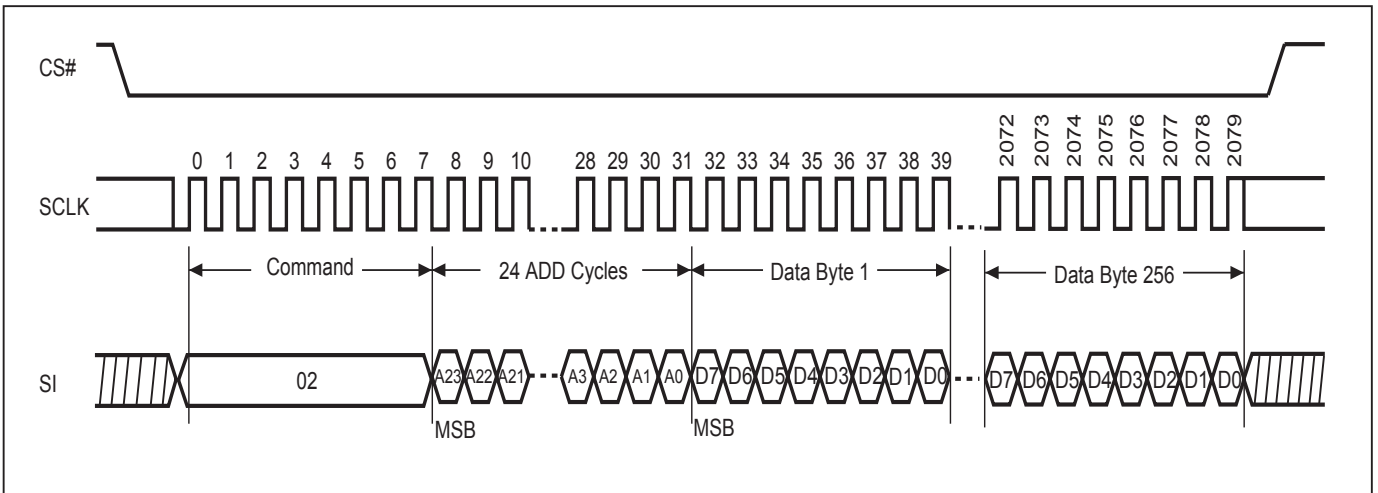 CS#
2072 2073 2074 2075 2076 2077 2078 2079
0 1 2 3 4 5 6 7 8 9 10 28 29 30 31 32 33 34 35 36 37 38 39
SCLK
Command 24 ADD Cycles Data Byte 1 Data Byte 256
SI 02 A23 A22 A21 A3 A2 A1 A0 D7 D6 D5 D4 D3 D2 D1 D0 D7 D6 D5 D4 D3 D2 D1 D0
MSB MSB